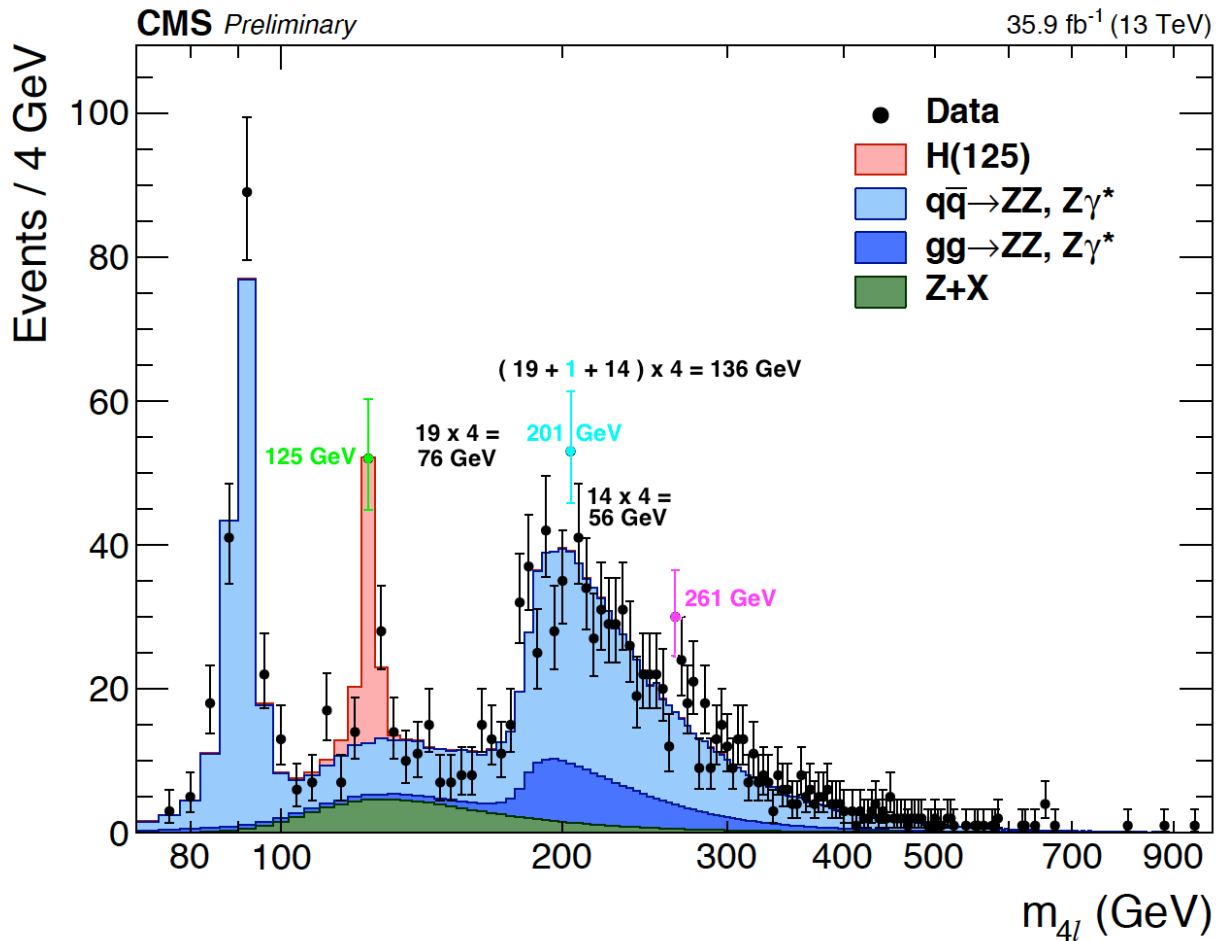 CMS Preliminary
35.9 fb⁻¹ (13 TeV)
Events / 4 GeV
100
80
60
40
20
0
Data
H(125)
qq̅→ZZ, Zγ*
gg→ZZ, Zγ*
Z+X
( 19 + 1 + 14 ) x 4 = 136 GeV
125 GeV
19 x 4 =
76 GeV
201 GeV
14 x 4 =
56 GeV
261 GeV
80 100 200 300 400 500 700 900
m₄l (GeV)